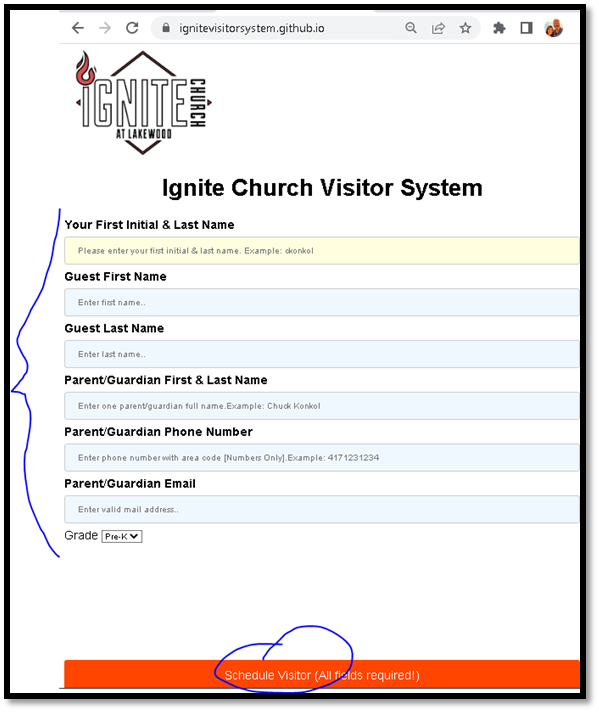 ignitevisitorsystem.github.io
IGNITE
CHURCH
AT LAKEWOOD
Ignite Church Visitor System
Your First Initial & Last Name
Please enter your first initial & last name. Example: ckonkol
Guest First Name
Enter first name..
Guest Last Name
Enter last name..
Parent/Guardian First & Last Name
Enter one parent/guardian full name.Example: Chuck Konkol
Parent/Guardian Phone Number
Enter phone number with area code [Numbers Only].Example: 4171231234
Parent/Guardian Email
Enter valid mail address..
Grade Pre-K
Schedule Visitor (All fields required!)